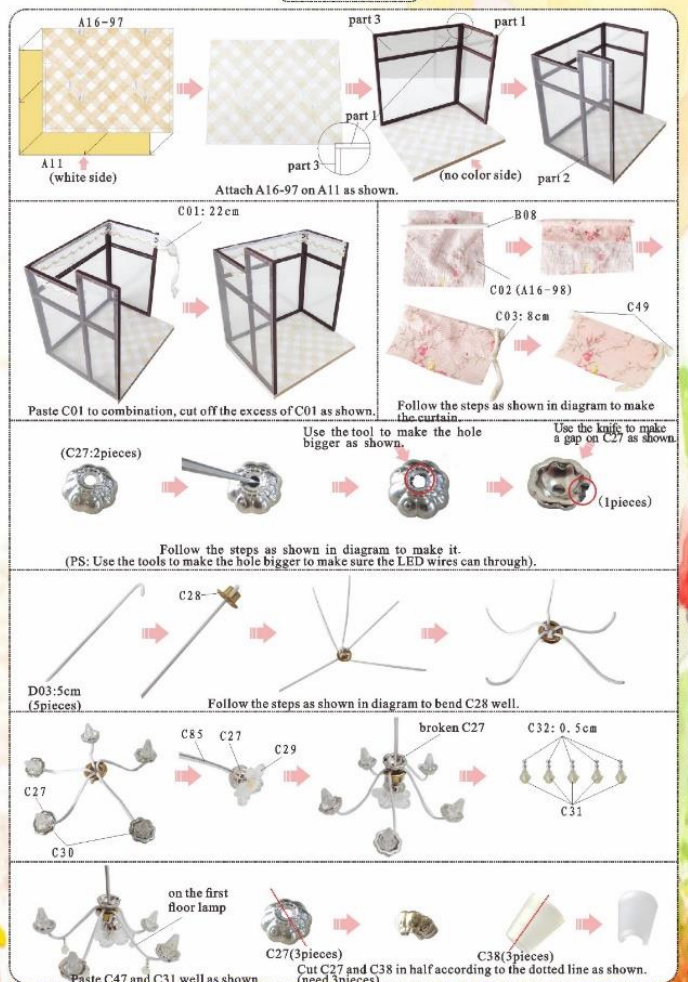 A16-97
A11
(white side)
part 3
part 1
part 1
part 3
(no color side)
part 2
Attach A16-97 on A11 as shown.
C01: 22cm
Paste C01 to combination, cut off the excess of C01 as shown.
B08
C02 (A16-98)
C03: 8cm
C49
Follow the steps as shown in diagram to make
the curtain.
(C27:2pieces)
Use the tool to make the hole
bigger as shown.
Use the knife to make
a gap on C27 as shown
(1pieces)
Follow the steps as shown in diagram to make it.
(PS: Use the tools to make the hole bigger to make sure the LED wires can through).
D03:5cm
(5pieces)
C28
Follow the steps as shown in diagram to bend C28 well.
C27
C30
C85
C27
C29
broken C27
C32: 0. 5cm
C31
on the first
floor lamp
Paste C47 and C31 well as shown
C27(3pieces)
C38(3pieces)
Cut C27 and C38 in half according to the dotted line as shown.
(need 3pieces)